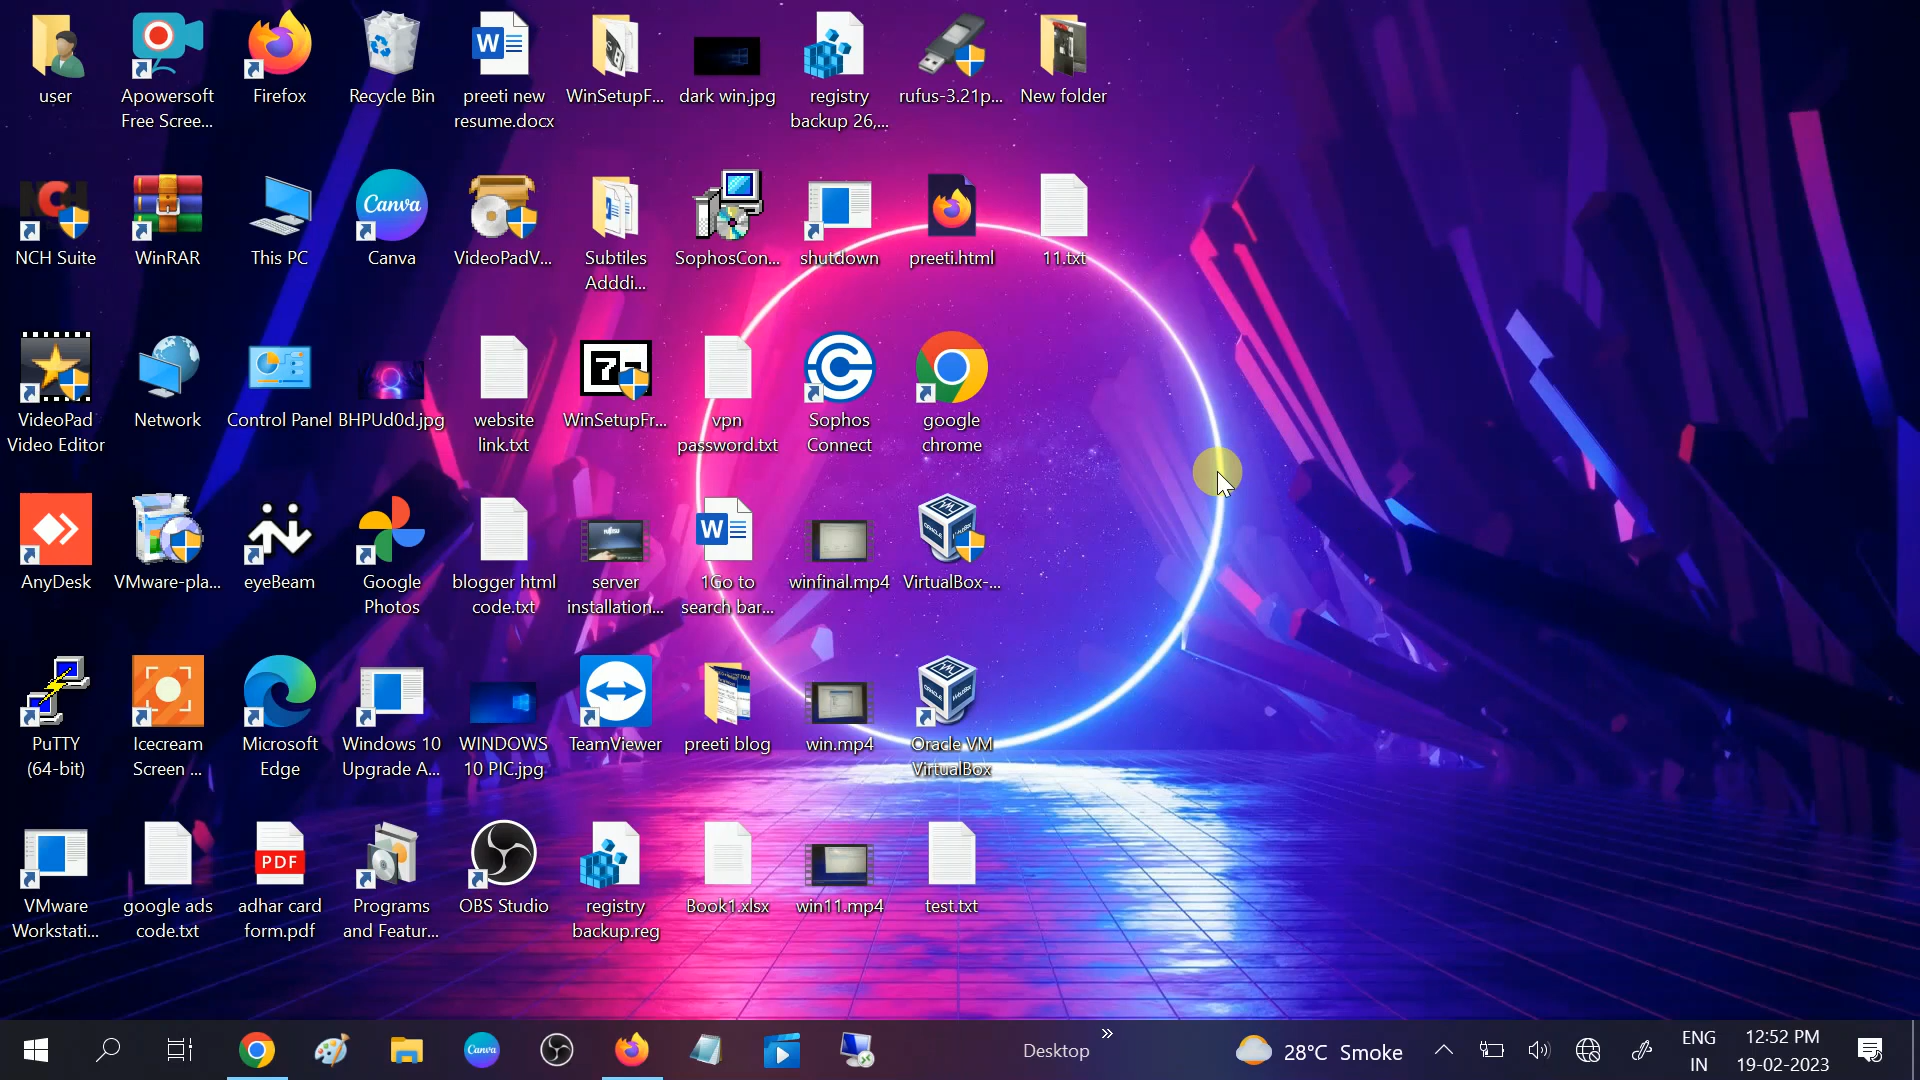 user
Apowersoft
Free Scree...
Firefox
Recycle Bin
preeti new
resume.docx
WinSetupF...
dark win.jpg
registry
backup 26,...
rufus-3.21p...
New folder
NCH Suite
WinRAR
This PC
Canva
Canva
VideoPadV...
Subtiles
Adddi...
SophosCon...
shutdown
preeti.html
11.txt
VideoPad
Video Editor
Network
Control Panel
BHPUd0d.jpg
website
link.txt
WinSetupFr...
vpn
password.txt
Sophos
Connect
google
chrome
AnyDesk
VMware-pla...
eyeBeam
Google
Photos
blogger html
code.txt
server
installation...
1Go to
search bar...
winfinal.mp4
VirtualBox-...
PuTTY
(64-bit)
Icecream
Screen ...
Microsoft
Edge
Windows 10
Upgrade A...
WINDOWS
10 PIC.jpg
TeamViewer
preeti blog
win.mp4
Oracle VM
VirtualBox
VMware
Workstati...
google ads
code.txt
PDF
adhar card
form.pdf
Programs
and Featur...
OBS Studio
registry
backup.reg
Book1.xlsx
win11.mp4
test.txt
Canva
Desktop
28°C Smoke
ENG
IN
12:52 PM
19-02-2023